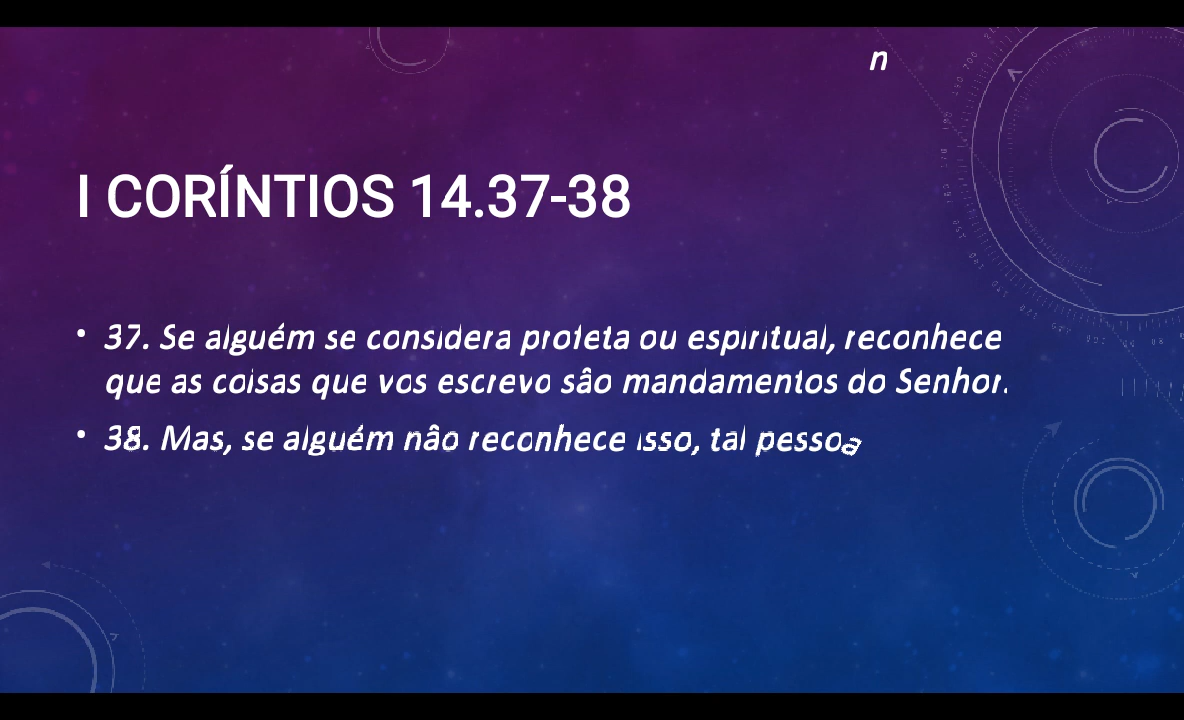 n
I CORÍNTIOS 14.37-38
• 37. Se alguém se considera profeta ou espiritual, reconhece
que as coisas que vos escrevo são mandamentos do Senhor.
• 38. Mas, se alguém não reconhece isso, tal pessoa